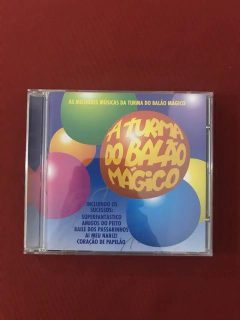 AS MELHORES MÚSICAS DA TURMA DO BALÃO MÁGICO
A TURMA
DO BALÃO
MÁGICO
INCLUINDO OS
SUCESSOS:
SUPERFANTÁSTICO
AMIGOS DO PEITO
BAILE DOS PASSARINHOS
AI MEU NARIZ!
CORAÇÃO DE PAPELÃO